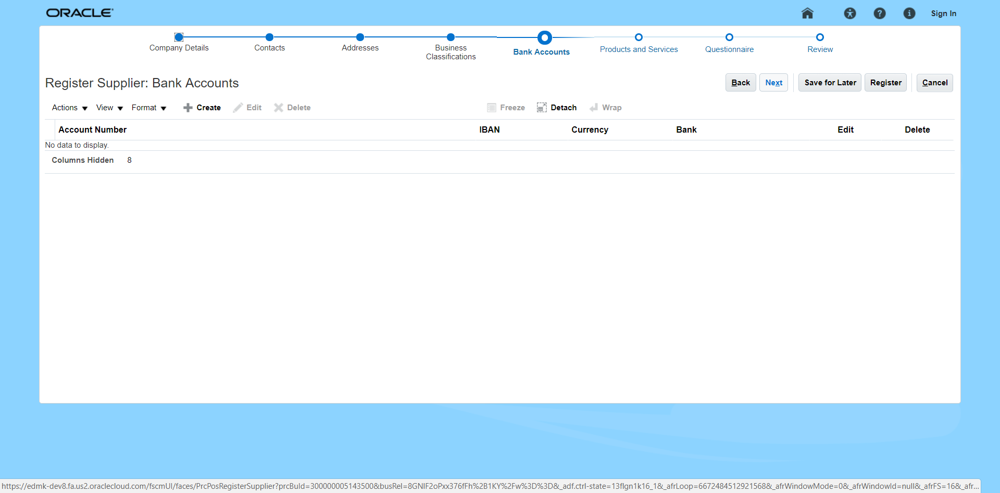 ORACLE
Sign In
Company Details
Contacts
Addresses
Business
Classifications
Bank Accounts
Products and Services
Questionnaire
Review
Register Supplier: Bank Accounts
Back
Next
Save for Later
Register
Cancel
Actions
View
Format
Create
Edit
Delete
Freeze
Detach
Wrap
Account Number
IBAN
Currency
Bank
Edit
Delete
No data to display.
Columns Hidden 8
https://edmk-dev8.fa.us2.oraclecloud.com/fscmUI/faces/PrcPosRegisterSupplier?prcBuId=300000005143500&busRel=8GNIF2oPxx376fFh%2B1KY%2Fw%3D%3D&_adf.ctrl-state=13flgn1k16_1&_afrLoop=6672484512921568&_afrWindowMode=0&_afrWindowId=null&_afrFS=16&_afr...